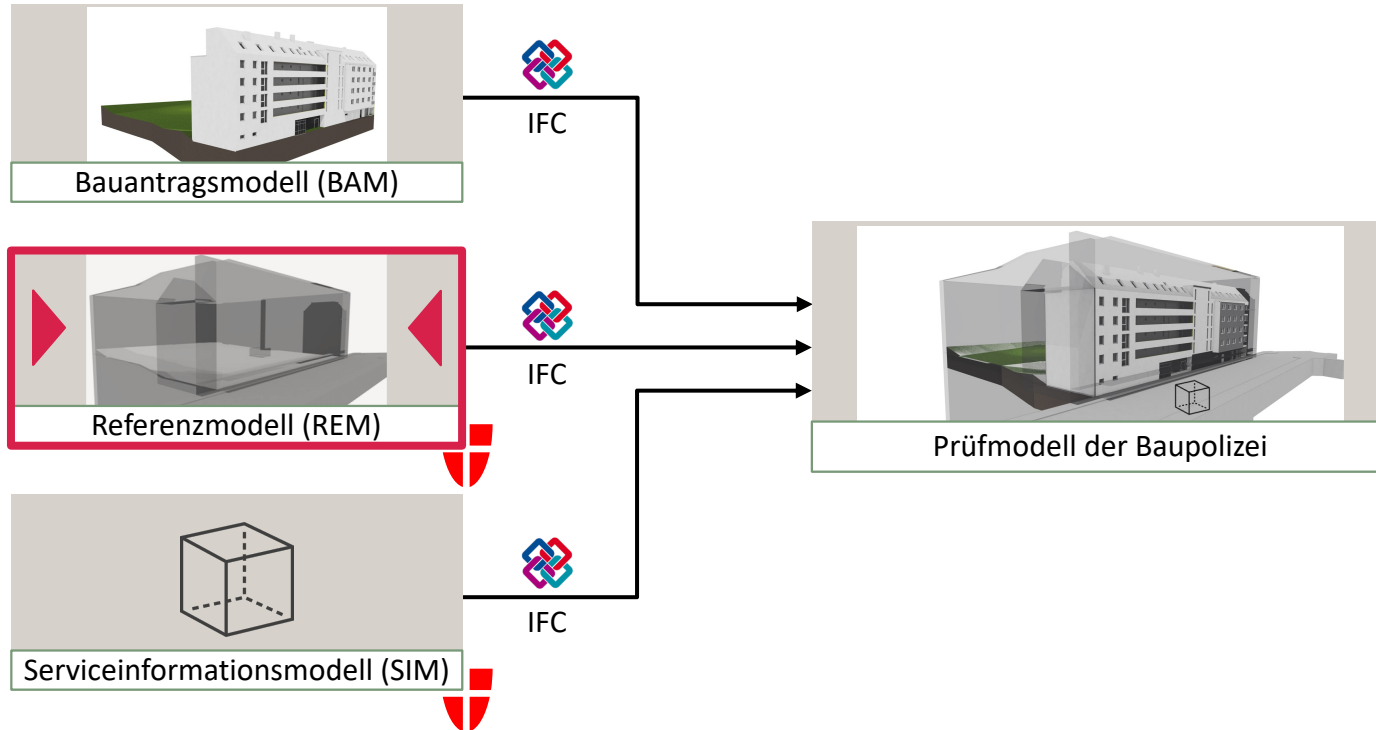 IFC
Bauantragsmodell (BAM)
IFC
Referenzmodell (REM)
Prüfmodell der Baupolizei
IFC
Serviceinformationsmodell (SIM)